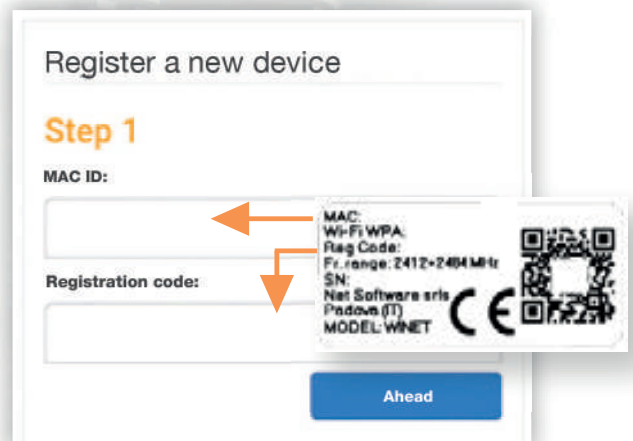 Register a new device
Step 1
MAC ID:
MAC:
Wi-Fi WPA:
Reg Code:
Fr. range: 2412÷2484 MHz
SN:
Net Software srls
Padova (IT)
MODEL: WINET
CE
Registration code:
Ahead